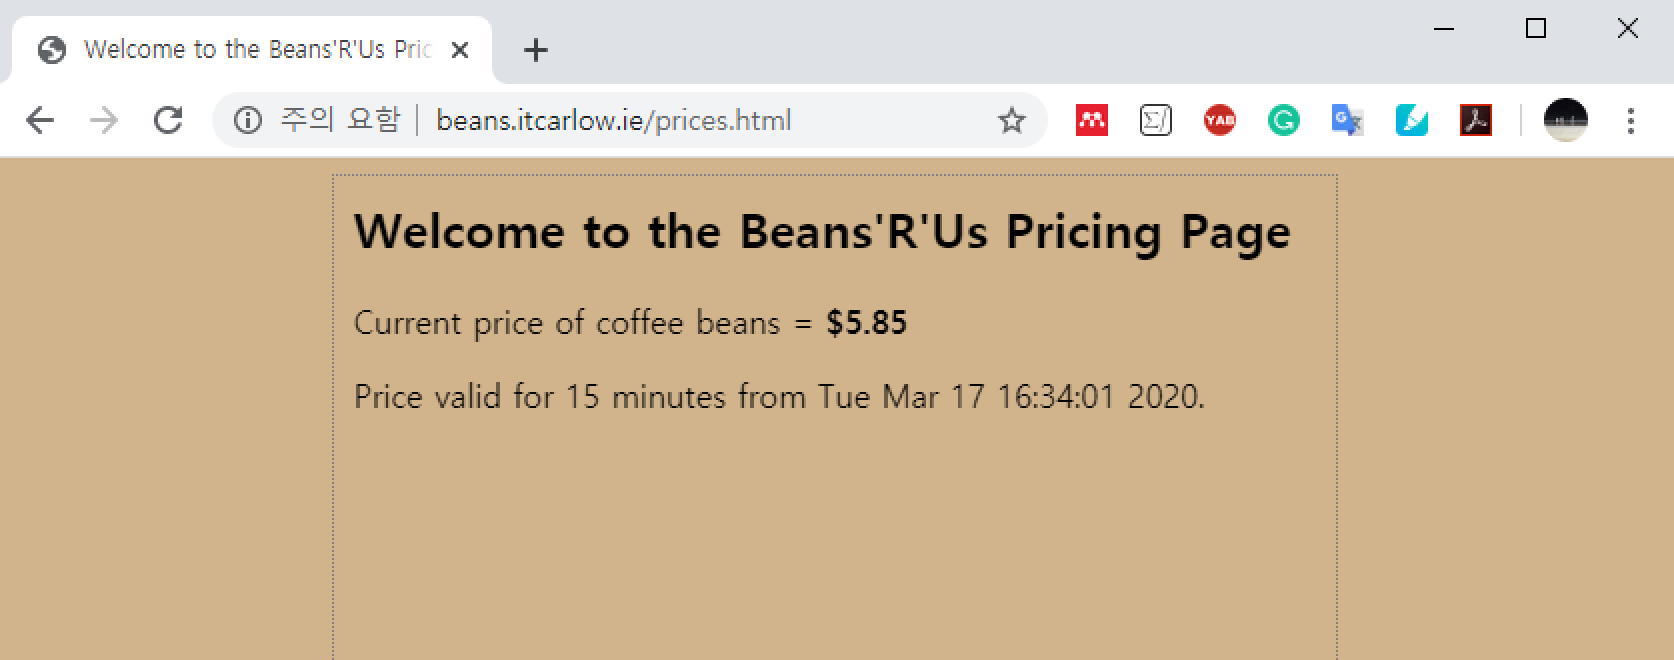 Welcome to the Beans'R'Us Pric
주의 요함 beans.itcarlow.ie/prices.html
YAB
Welcome to the Beans'R'Us Pricing Page
Current price of coffee beans = $5.85
Price valid for 15 minutes from Tue Mar 17 16:34:01 2020.